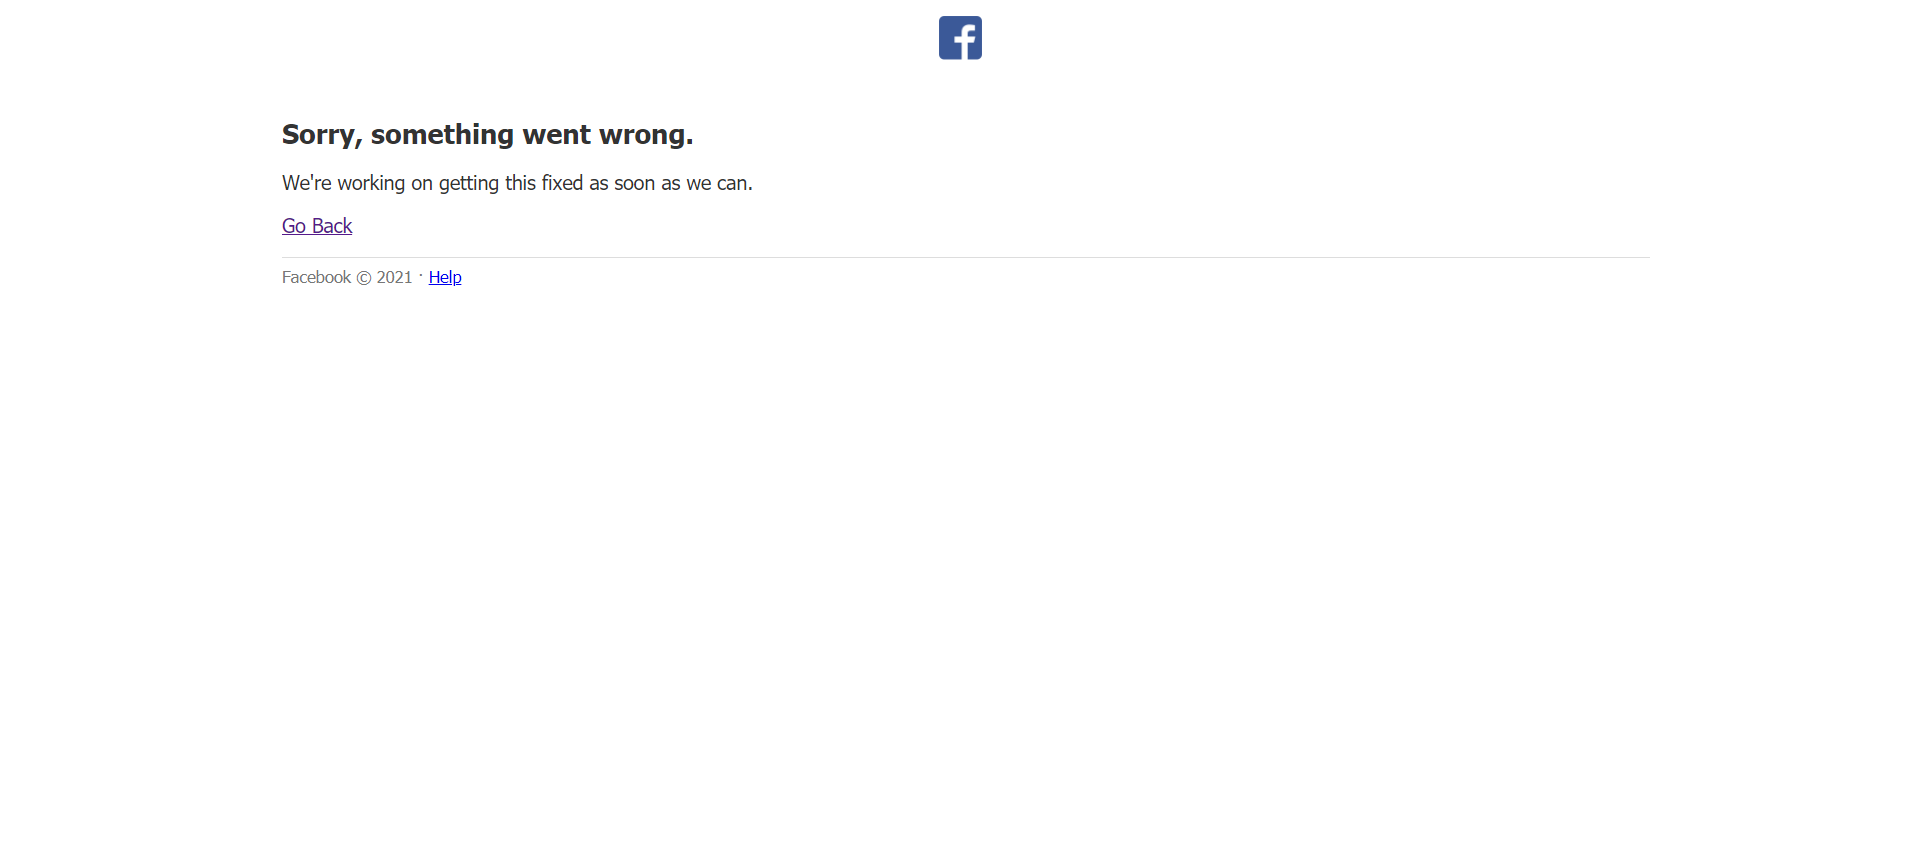 Sorry, something went wrong.
We're working on getting this fixed as soon as we can.
Go Back
Facebook © 2021 · Help